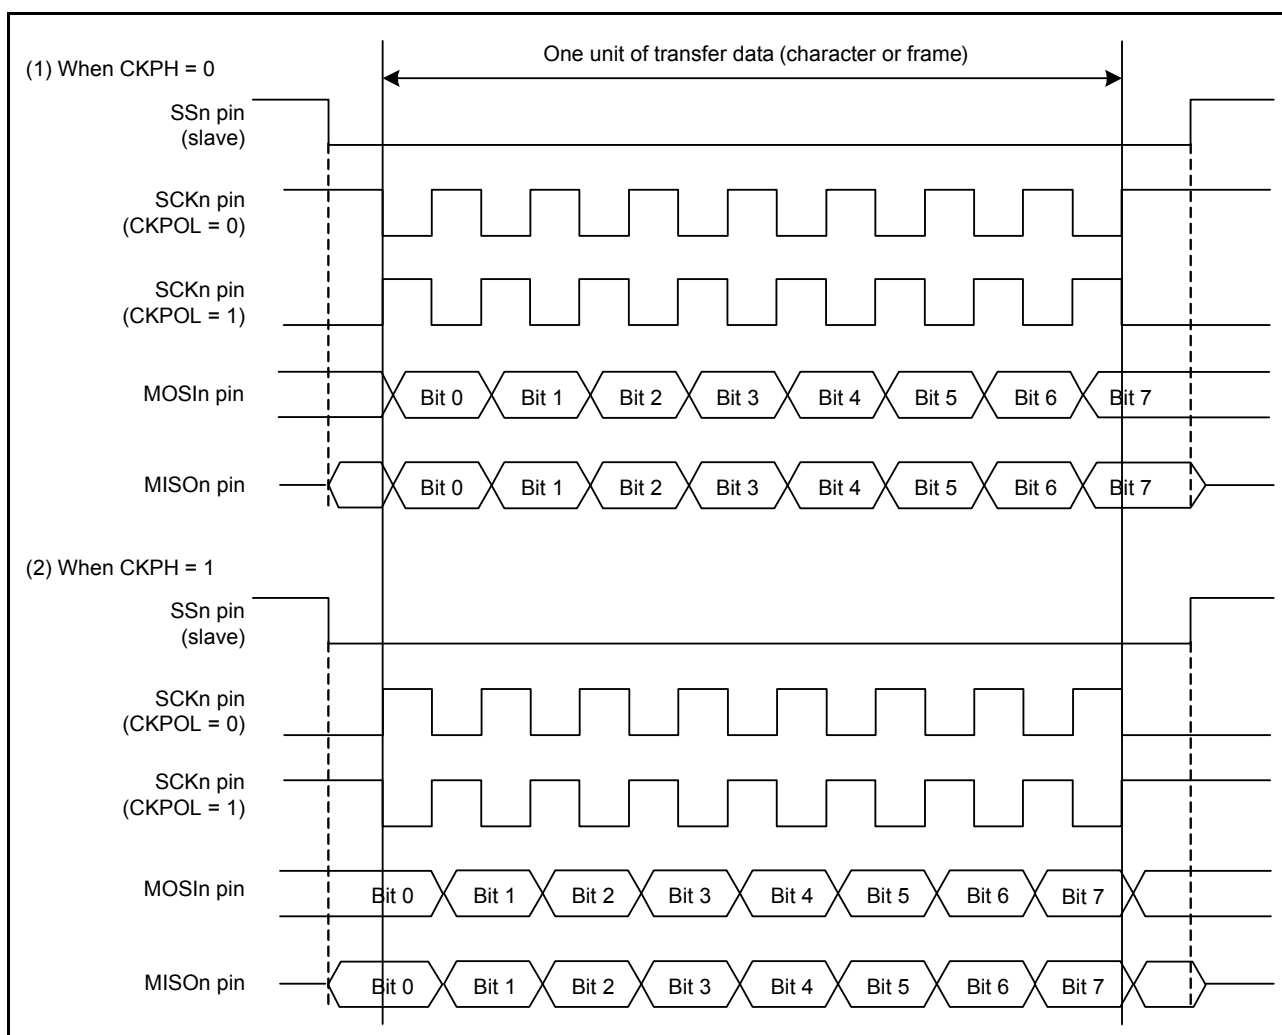 One unit of transfer data (character or frame)
(1) When CKPH = 0
SSn pin
(slave)
SCKn pin
(CKPOL = 0)
SCKn pin
(CKPOL = 1)
MOSIn pin
Bit 0 Bit 1 Bit 2 Bit 3 Bit 4 Bit 5 Bit 6 Bit 7
MISOn pin
Bit 0 Bit 1 Bit 2 Bit 3 Bit 4 Bit 5 Bit 6 Bit 7
(2) When CKPH = 1
SSn pin
(slave)
SCKn pin
(CKPOL = 0)
SCKn pin
(CKPOL = 1)
MOSIn pin
Bit 0 Bit 1 Bit 2 Bit 3 Bit 4 Bit 5 Bit 6 Bit 7
MISOn pin
Bit 0 Bit 1 Bit 2 Bit 3 Bit 4 Bit 5 Bit 6 Bit 7